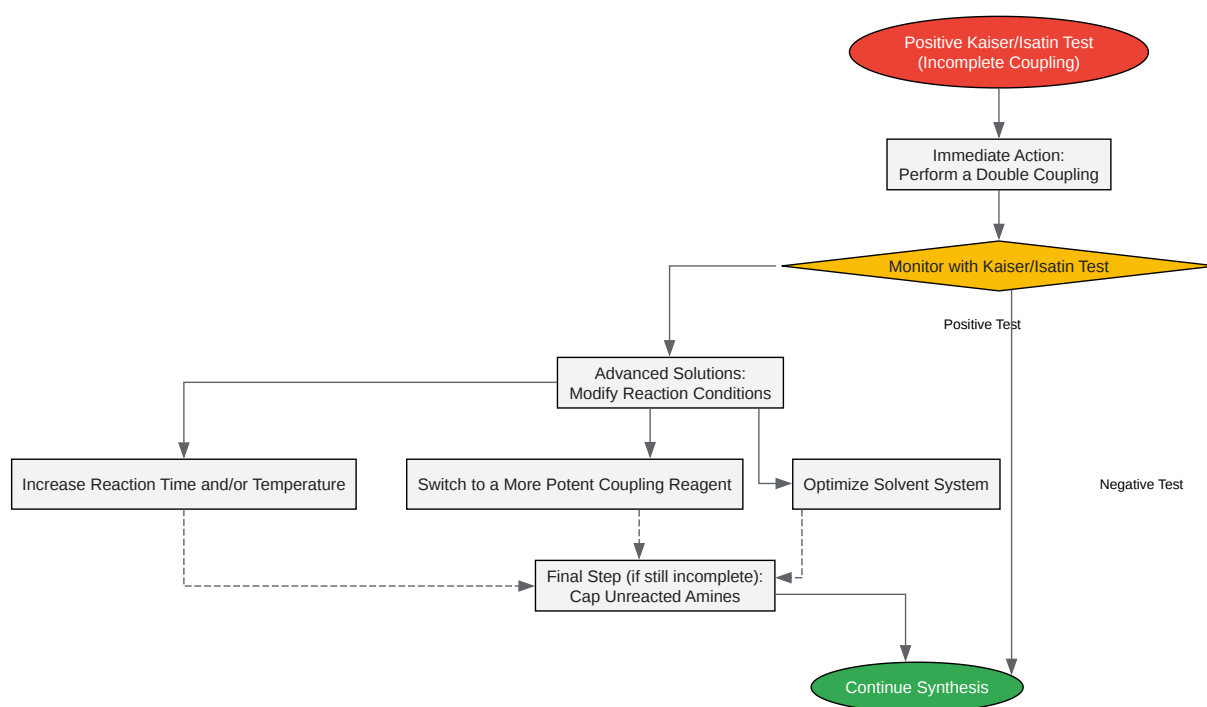 Positive Kaiser/Isatin Test
(Incomplete Coupling)
Immediate Action:
Perform a Double Coupling
Monitor with Kaiser/Isatin Test
Positive Test
Advanced Solutions:
Modify Reaction Conditions
Increase Reaction Time and/or Temperature
Switch to a More Potent Coupling Reagent
Optimize Solvent System
Negative Test
Final Step (if still incomplete):
Cap Unreacted Amines
Continue Synthesis